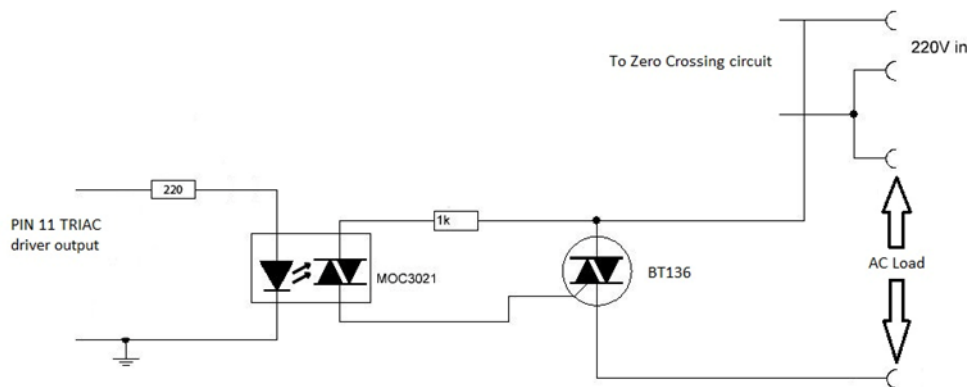 220V in
To Zero Crossing circuit
220
PIN 11 TRIAC
driver output
1k
MOC3021
BT136
AC Load